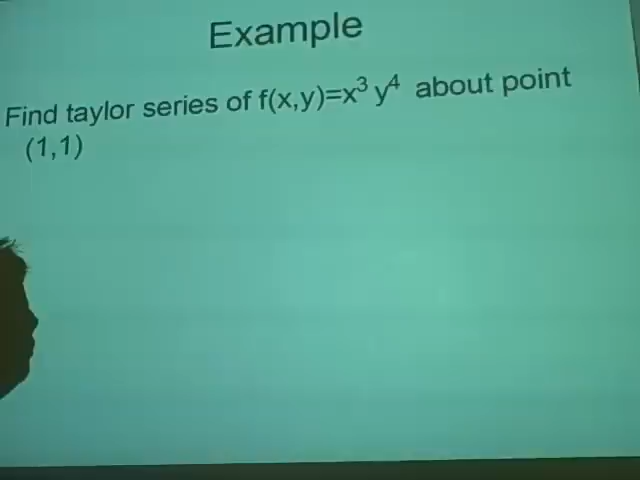 Example
Find taylor series of f(x,y)=x³ y⁴ about point
(1,1)